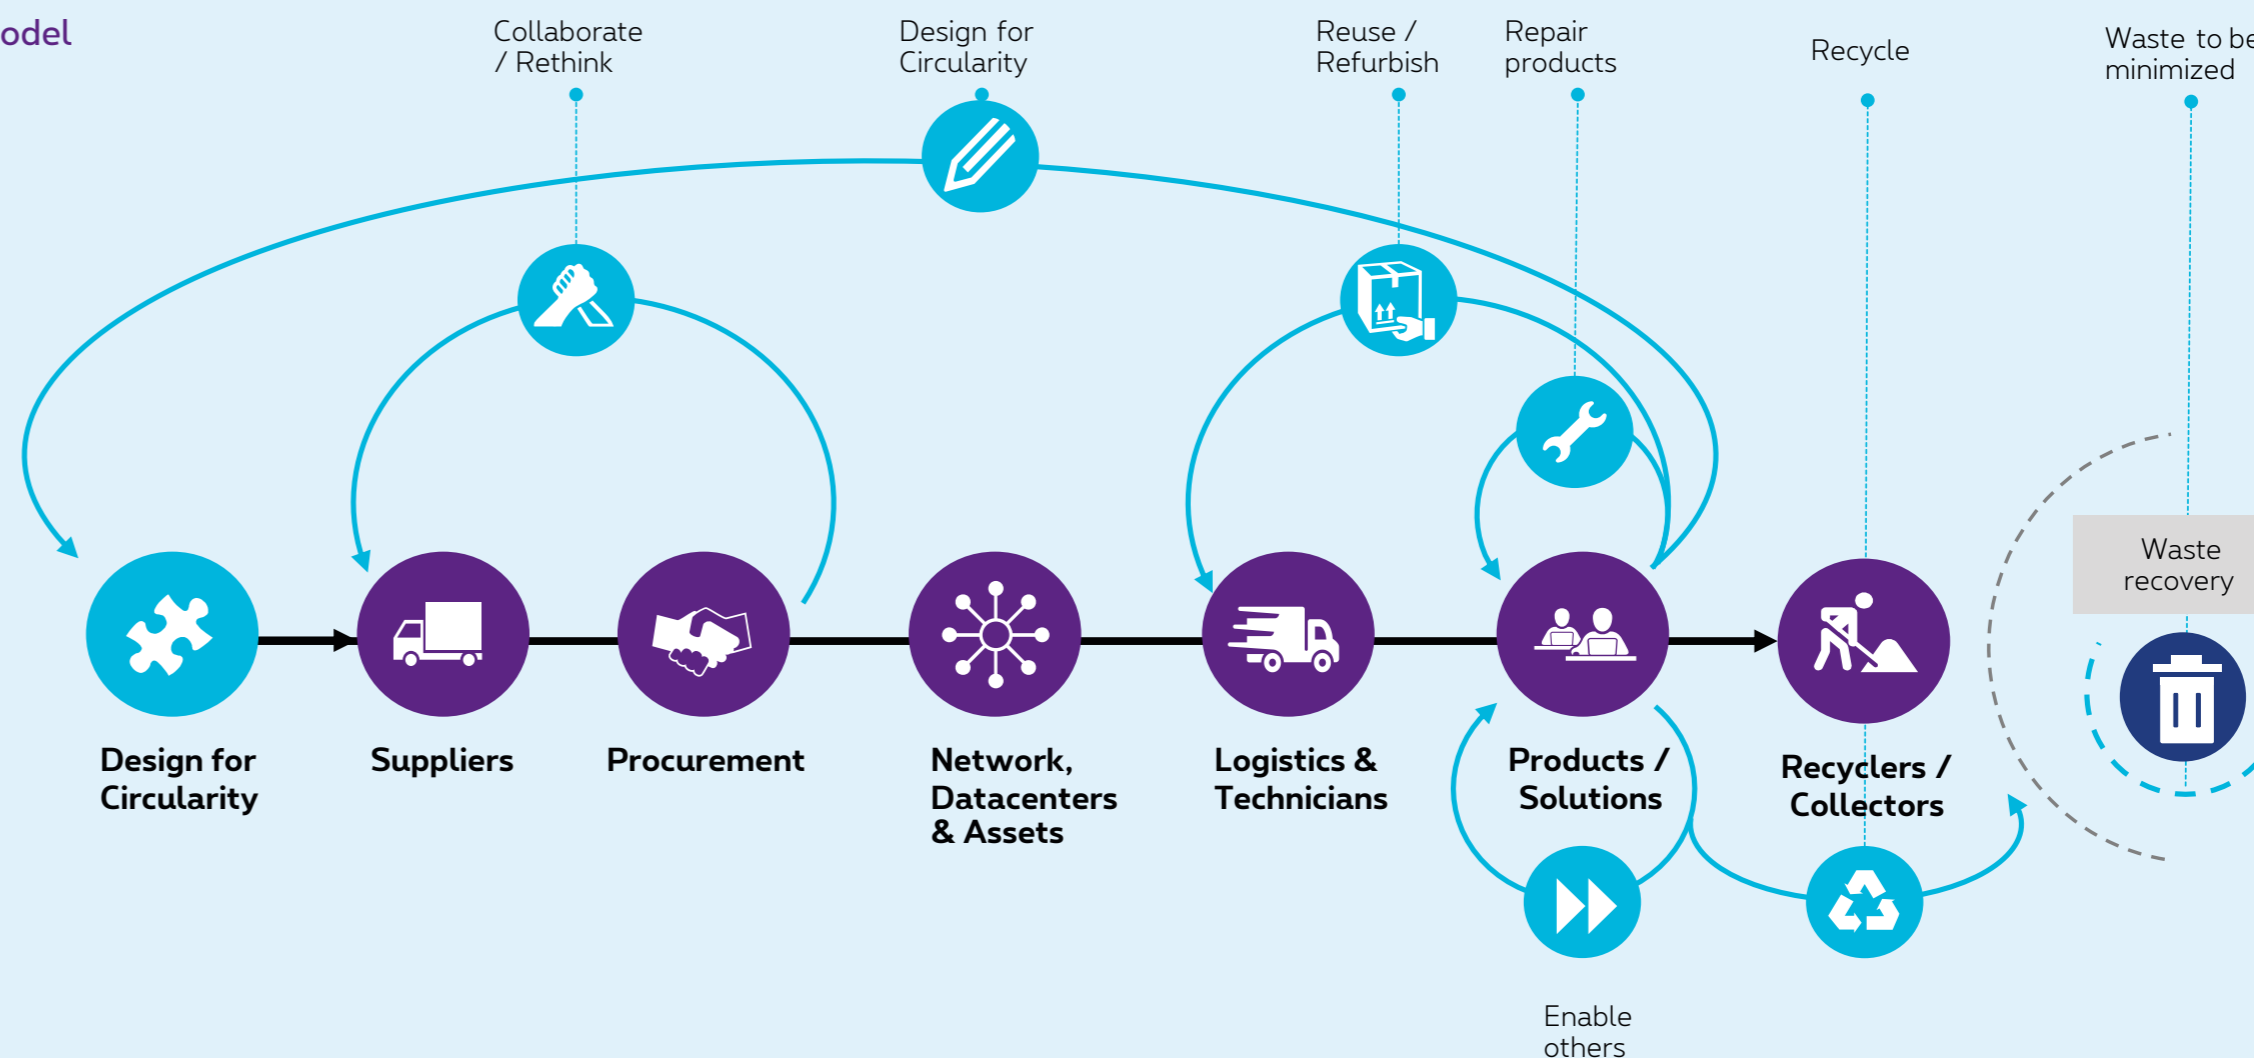 odel
Collaborate
/ Rethink
Design for
Circularity
Reuse /
Refurbish
Repair
products
Recycle
Waste to be
minimized
Waste
recovery
Design for
Circularity
Suppliers
Procurement
Network,
Datacenters
& Assets
Logistics &
Technicians
Products /
Solutions
Recyclers /
Collectors
Enable
others